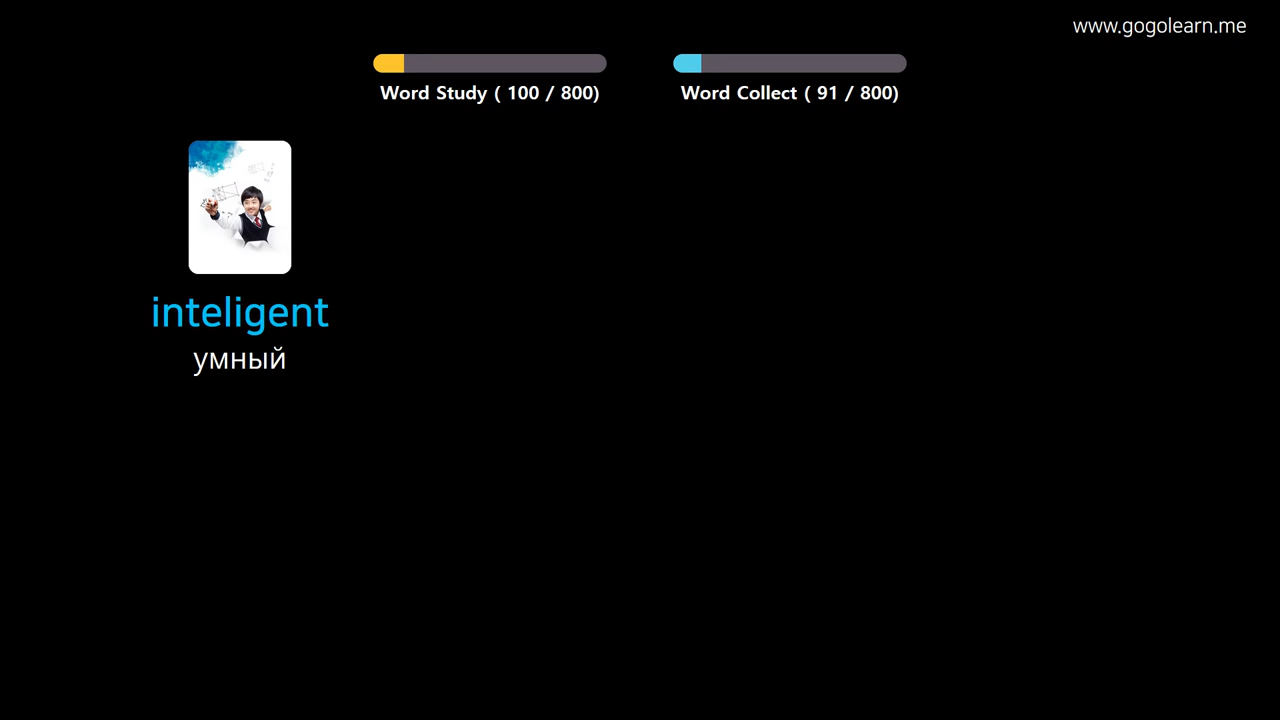 www.gogolearn.me
Word Study ( 100 / 800)
Word Collect ( 91 / 800)
inteligent
умный